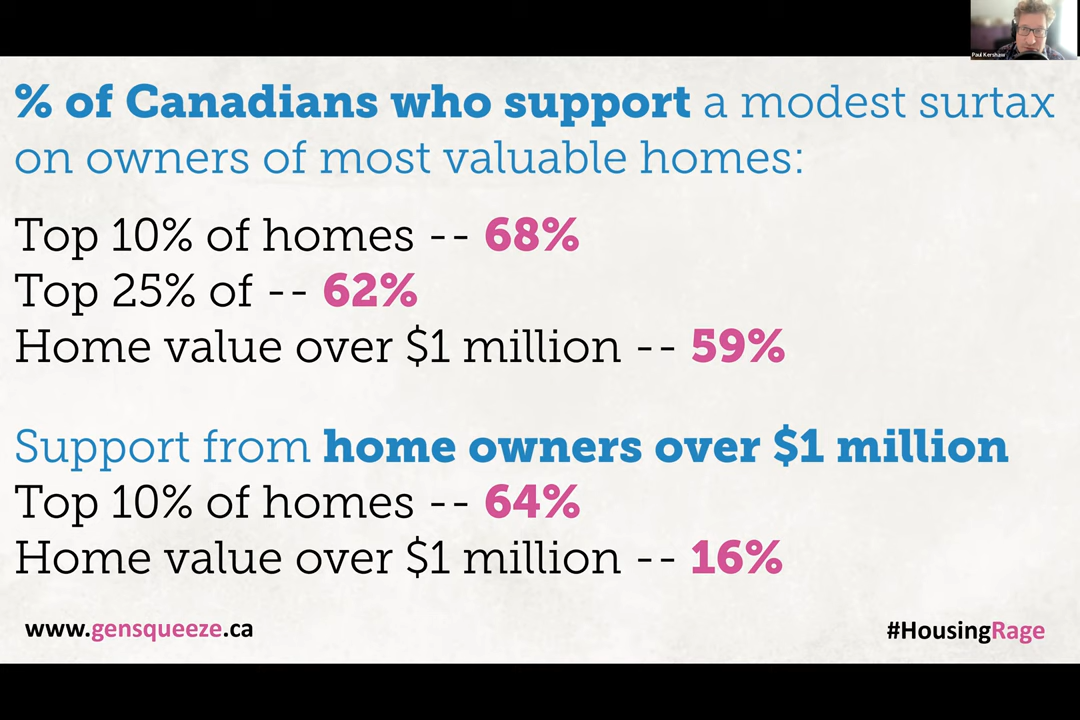 Paul Kershaw
% of Canadians who support a modest surtax
on owners of most valuable homes:
Top 10% of homes -- 68%
Top 25% of -- 62%
Home value over $1 million -- 59%
Support from home owners over $1 million
Top 10% of homes -- 64%
Home value over $1 million -- 16%
www.gensqueeze.ca
#HousingRage